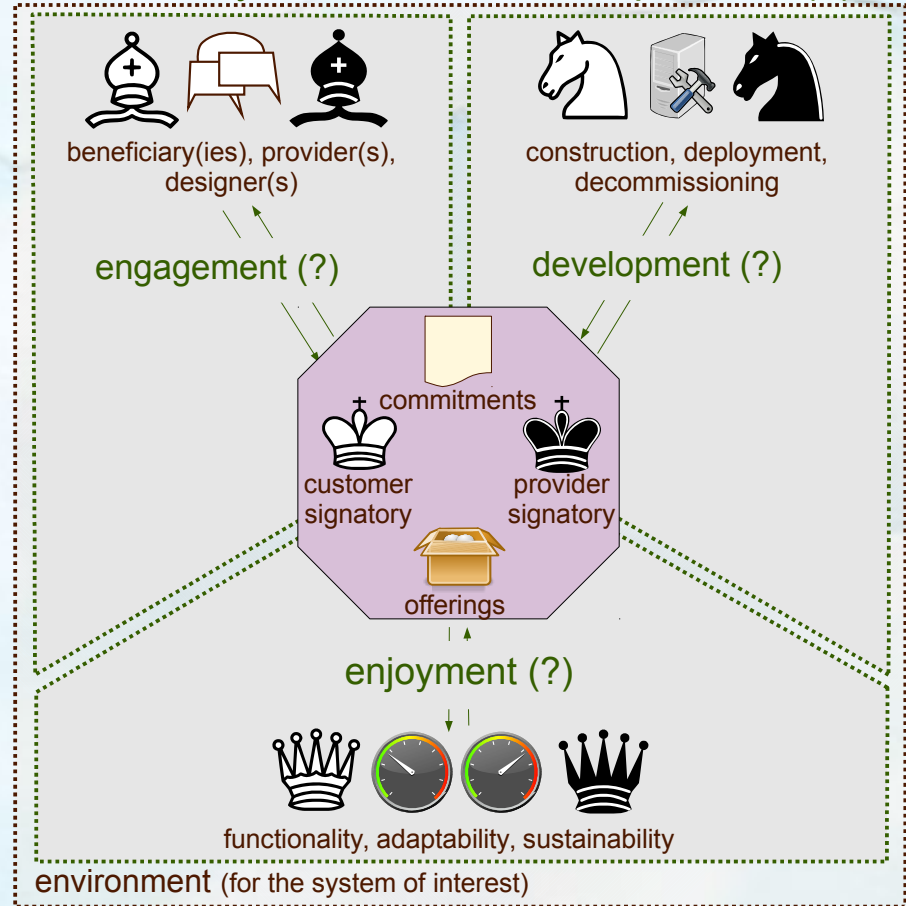 beneficiary(ies), provider(s),
designer(s)
construction, deployment,
decommissioning
engagement (?)
development (?)
commitments
customer
signatory
provider
signatory
offerings
enjoyment (?)
functionality, adaptability, sustainability
environment (for the system of interest)